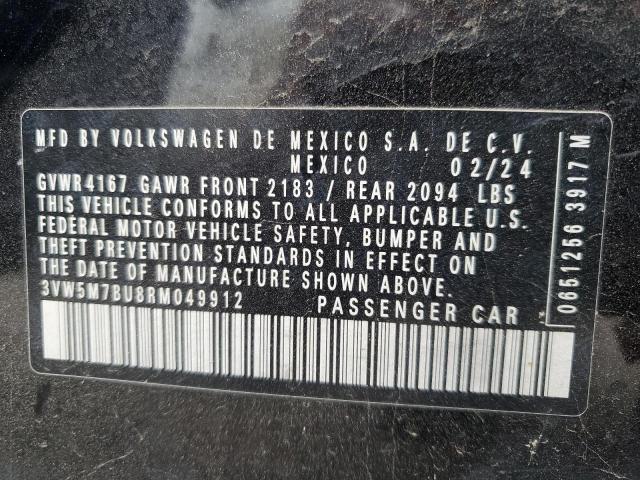 MFD BY VOLKSWAGEN DE MEXICO S.A. DE C.V.
MEXICO 02/24
GVWR 4167 GAWR FRONT 2183 / REAR 2094 LBS
THIS VEHICLE CONFORMS TO ALL APPLICABLE U.S.
FEDERAL MOTOR VEHICLE SAFETY, BUMPER AND
THEFT PREVENTION STANDARDS IN EFFECT ON
THE DATE OF MANUFACTURE SHOWN ABOVE.
3VW5M7BU8RM049912 PASSENGER CAR
0651256 3917 M